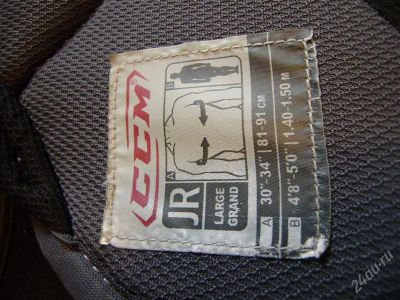 CCM
B
A
JR
LARGE
GRAND
A 30"-34" | 81-91 CM
B 4'8"-5'0" | 1.40-1.50 M
24au.ru